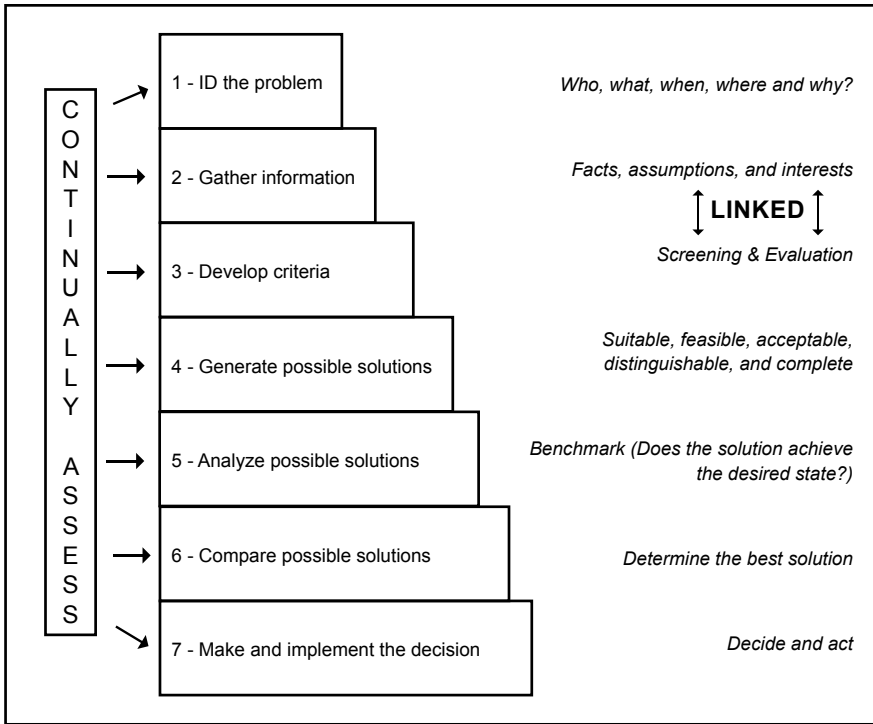 CONTINUALLY ASSESS
1 - ID the problem
Who, what, when, where and why?
2 - Gather information
Facts, assumptions, and interests
LINKED
3 - Develop criteria
Screening & Evaluation
4 - Generate possible solutions
Suitable, feasible, acceptable,
distinguishable, and complete
5 - Analyze possible solutions
Benchmark (Does the solution achieve
the desired state?)
6 - Compare possible solutions
Determine the best solution
7 - Make and implement the decision
Decide and act